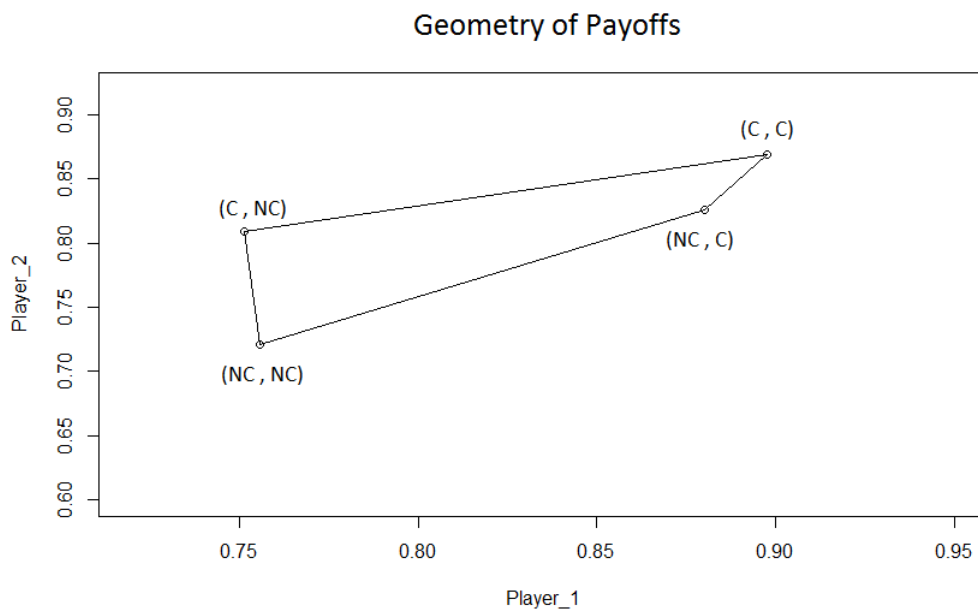 Geometry of Payoffs
(C , C)
(C , NC)
(NC , C)
(NC , NC)
Player_2
0.90
0.85
0.80
0.75
0.70
0.65
0.60
0.75
0.80
0.85
0.90
0.95
Player_1